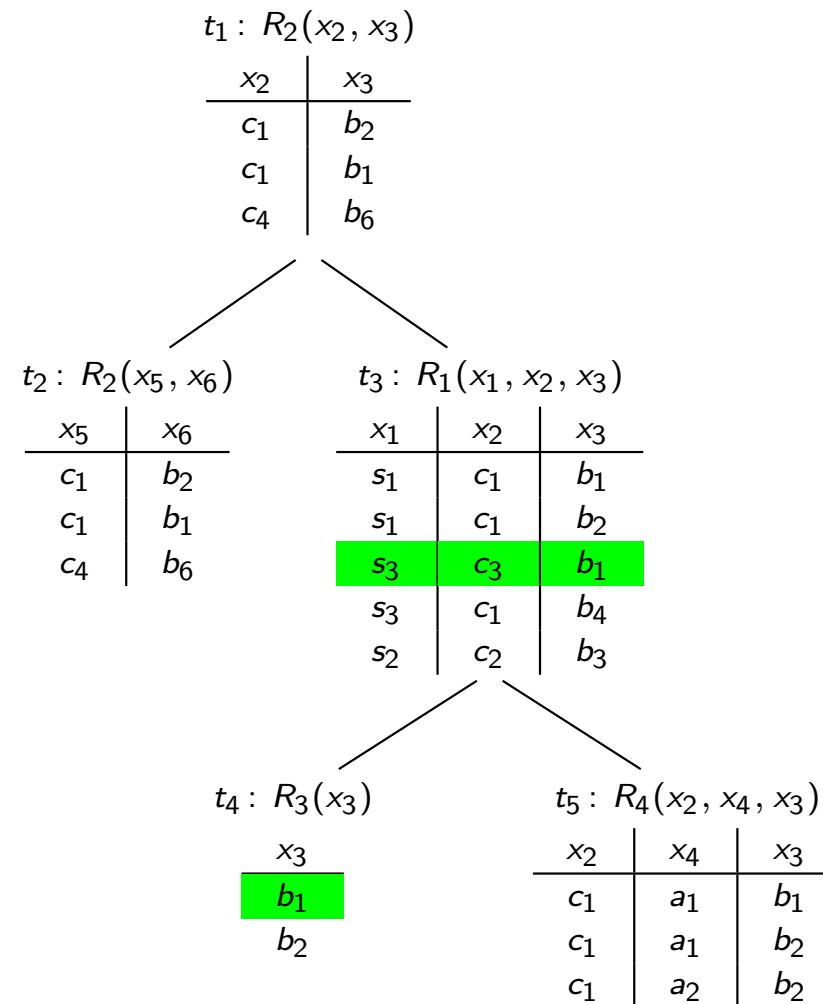 t₁ : R₂(x₂, x₃)
x₂ x₃
c₁ b₂
c₁ b₁
c₄ b₆
t₂ : R₂(x₅, x₆)
x₅ x₆
c₁ b₂
c₁ b₁
c₄ b₆
t₃ : R₁(x₁, x₂, x₃)
x₁ x₂ x₃
s₁ c₁ b₁
s₁ c₁ b₂
s₃ c₃ b₁
s₃ c₁ b₄
s₂ c₂ b₃
t₄ : R₃(x₃)
x₃
b₁
b₂
t₅ : R₄(x₂, x₄, x₃)
x₂ x₄ x₃
c₁ a₁ b₁
c₁ a₁ b₂
c₁ a₂ b₂